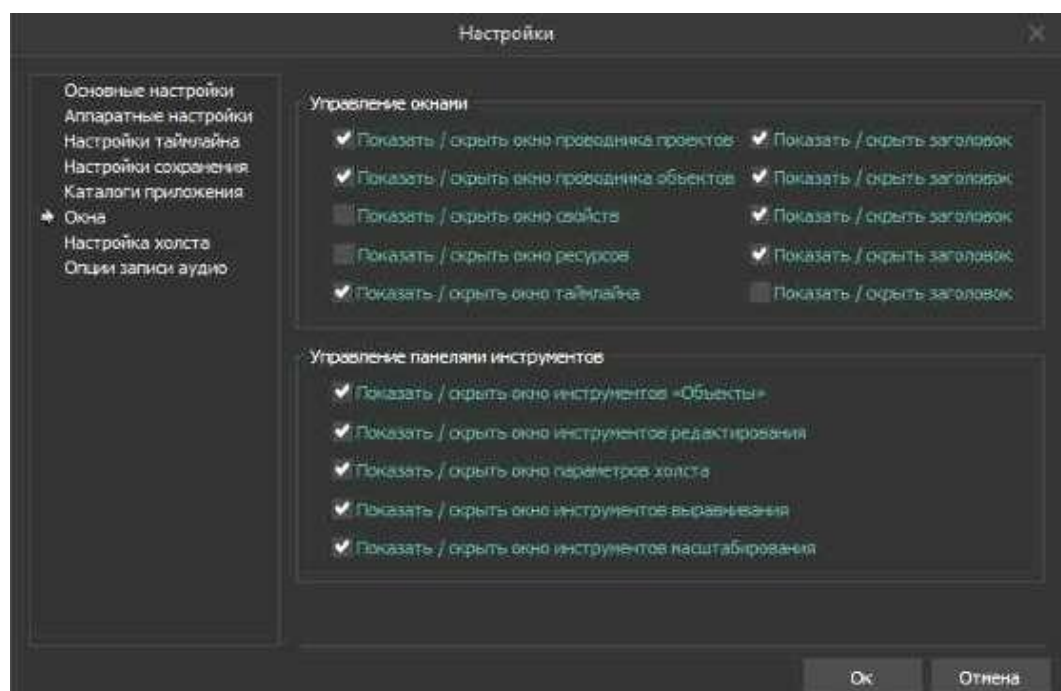 Настройки
Основные настройки
Аппаратные настройки
Настройки таймлайна
Настройки сохранения
Каталоги приложения
Окна
Настройка холста
Опции записи аудио
Управление окнами
Показать / скрыть окно проводника проектов Показать / скрыть заголовок
Показать / скрыть окно проводника объектов Показать / скрыть заголовок
Показать / скрыть окно свойств Показать / скрыть заголовок
Показать / скрыть окно ресурсов Показать / скрыть заголовок
Показать / скрыть окно таймлайна Показать / скрыть заголовок
Управление панелями инструментов
Показать / скрыть окно инструментов «Объекты»
Показать / скрыть окно инструментов редактирования
Показать / скрыть окно параметров холста
Показать / скрыть окно инструментов выравнивания
Показать / скрыть окно инструментов масштабирования
Ок Отмена